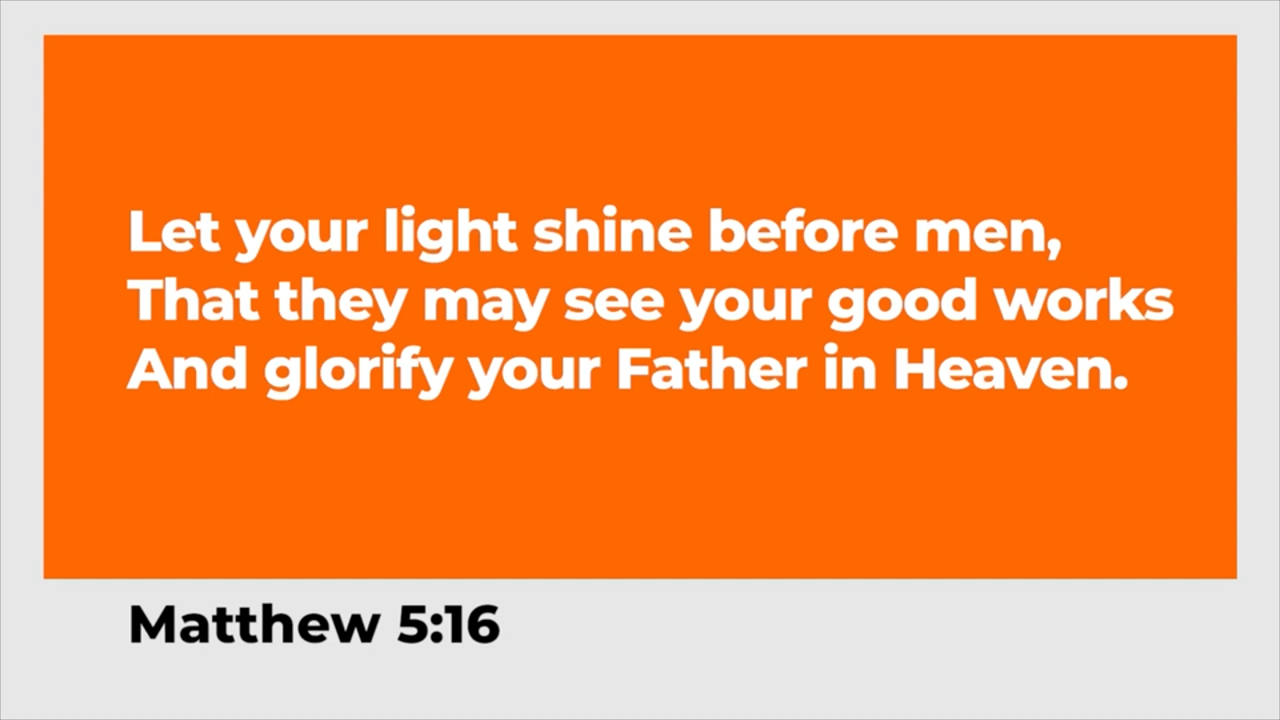 Let your light shine before men,
That they may see your good works
And glorify your Father in Heaven.
Matthew 5:16